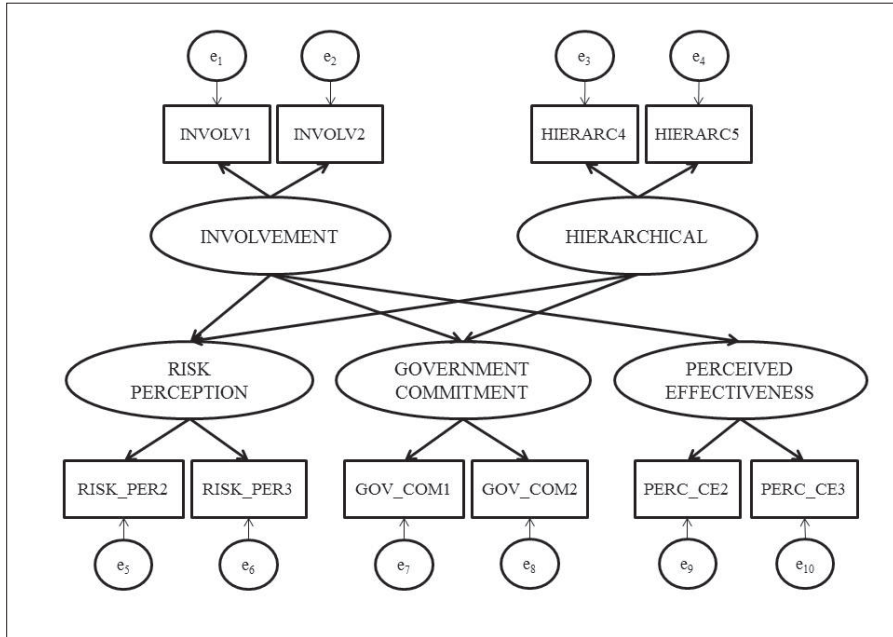 e1 e2 e3 e4
INVOLV1 INVOLV2 HIERARC4 HIERARC5
INVOLVEMENT HIERARCHICAL
RISK
PERCEPTION
GOVERNMENT
COMMITMENT
PERCEIVED
EFFECTIVENESS
RISK_PER2 RISK_PER3 GOV_COM1 GOV_COM2 PERC_CE2 PERC_CE3
e5 e6 e7 e8 e9 e10